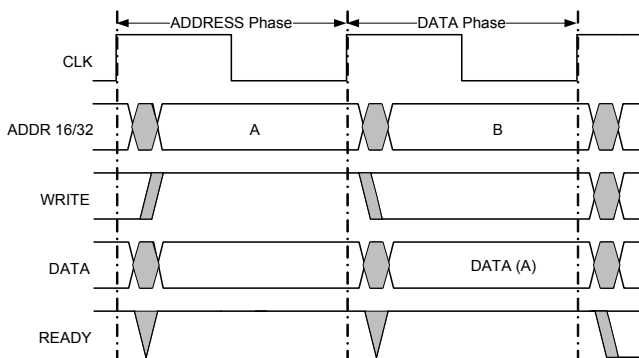 ADDRESS Phase DATA Phase
CLK
ADDR 16/32 A B
WRITE
DATA DATA (A)
READY